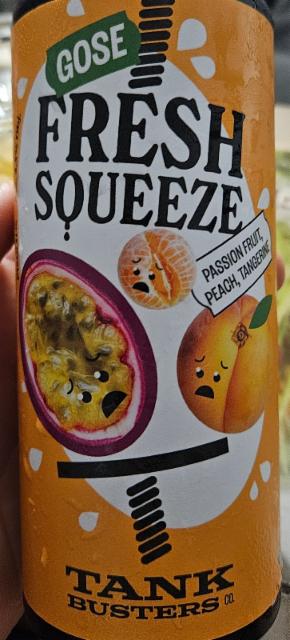 GOSE
FRESH
SQUEEZE
PASSION FRUIT,
PEACH, TANGERINE
TANK
BUSTERS CO.